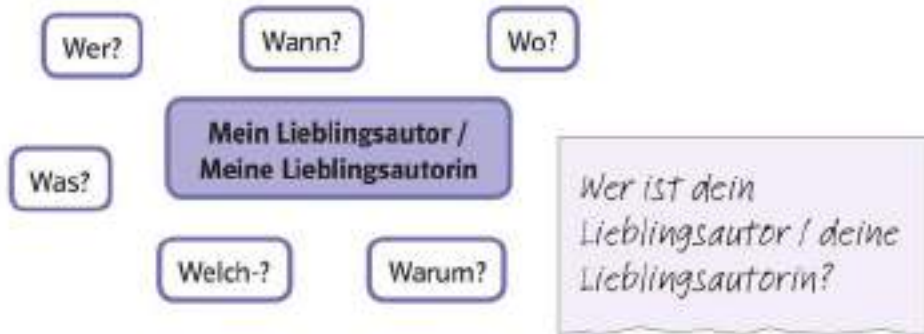 Wer?
Wann?
Wo?
Mein Lieblingsautor /
Meine Lieblingsautorin
Was?
Welch-?
Warum?
Wer ist dein
Lieblingsautor / deine
Lieblingsautorin?